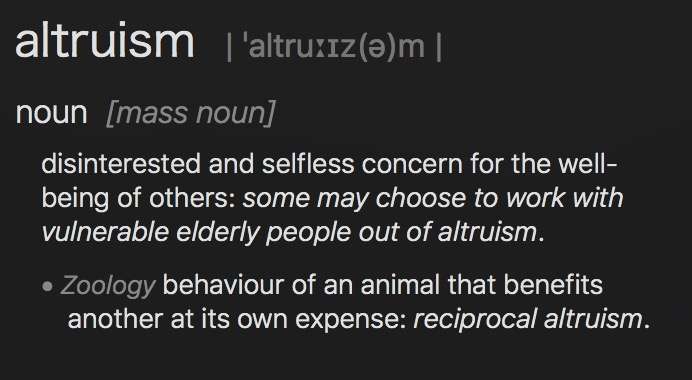 altruism | ˈaltruːɪz(ə)m |
noun [mass noun]
disinterested and selfless concern for the well-
being of others: some may choose to work with
vulnerable elderly people out of altruism.
• Zoology behaviour of an animal that benefits
another at its own expense: reciprocal altruism.